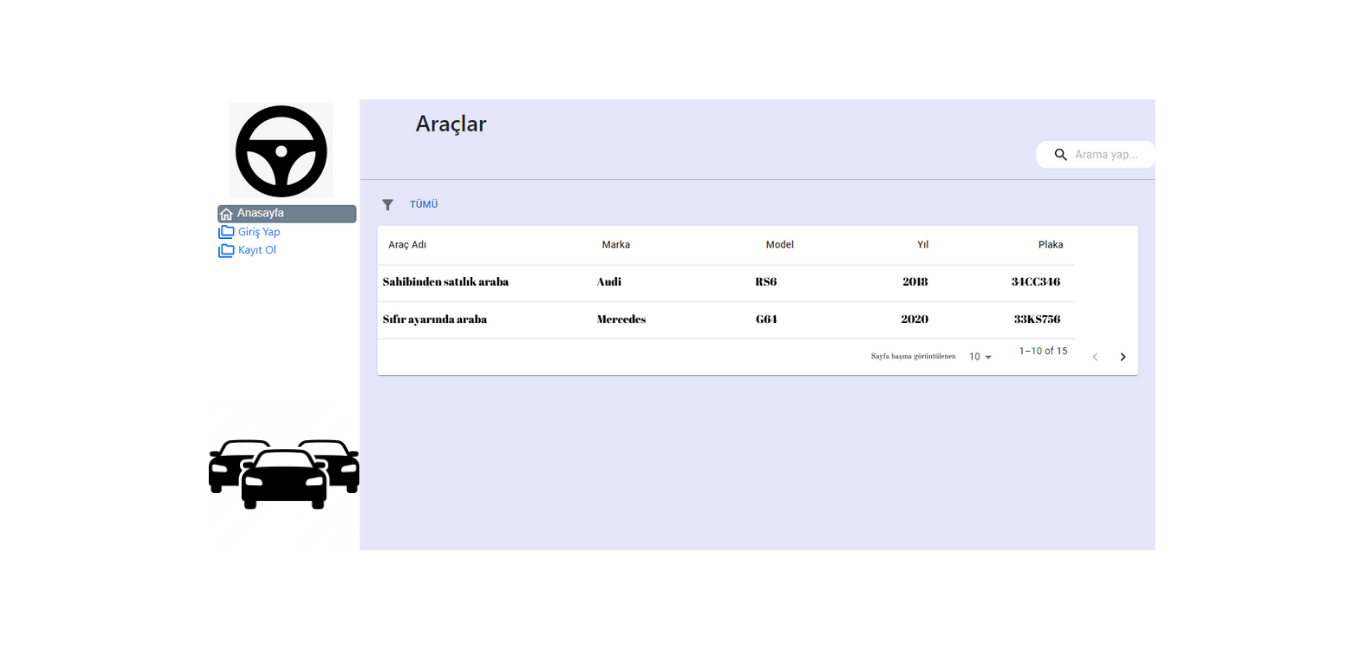 Araçlar
Arama yap...
Anasayfa
Giriş Yap
Kayıt Ol
TÜMÜ
Araç Adı Marka Model Yıl Plaka
Sahibinden satılık araba Audi RS6 2018 34CC346
Sıfır ayarında araba Mercedes G64 2020 33KS756
Sayfa başına görüntülenen 10 1–10 of 15